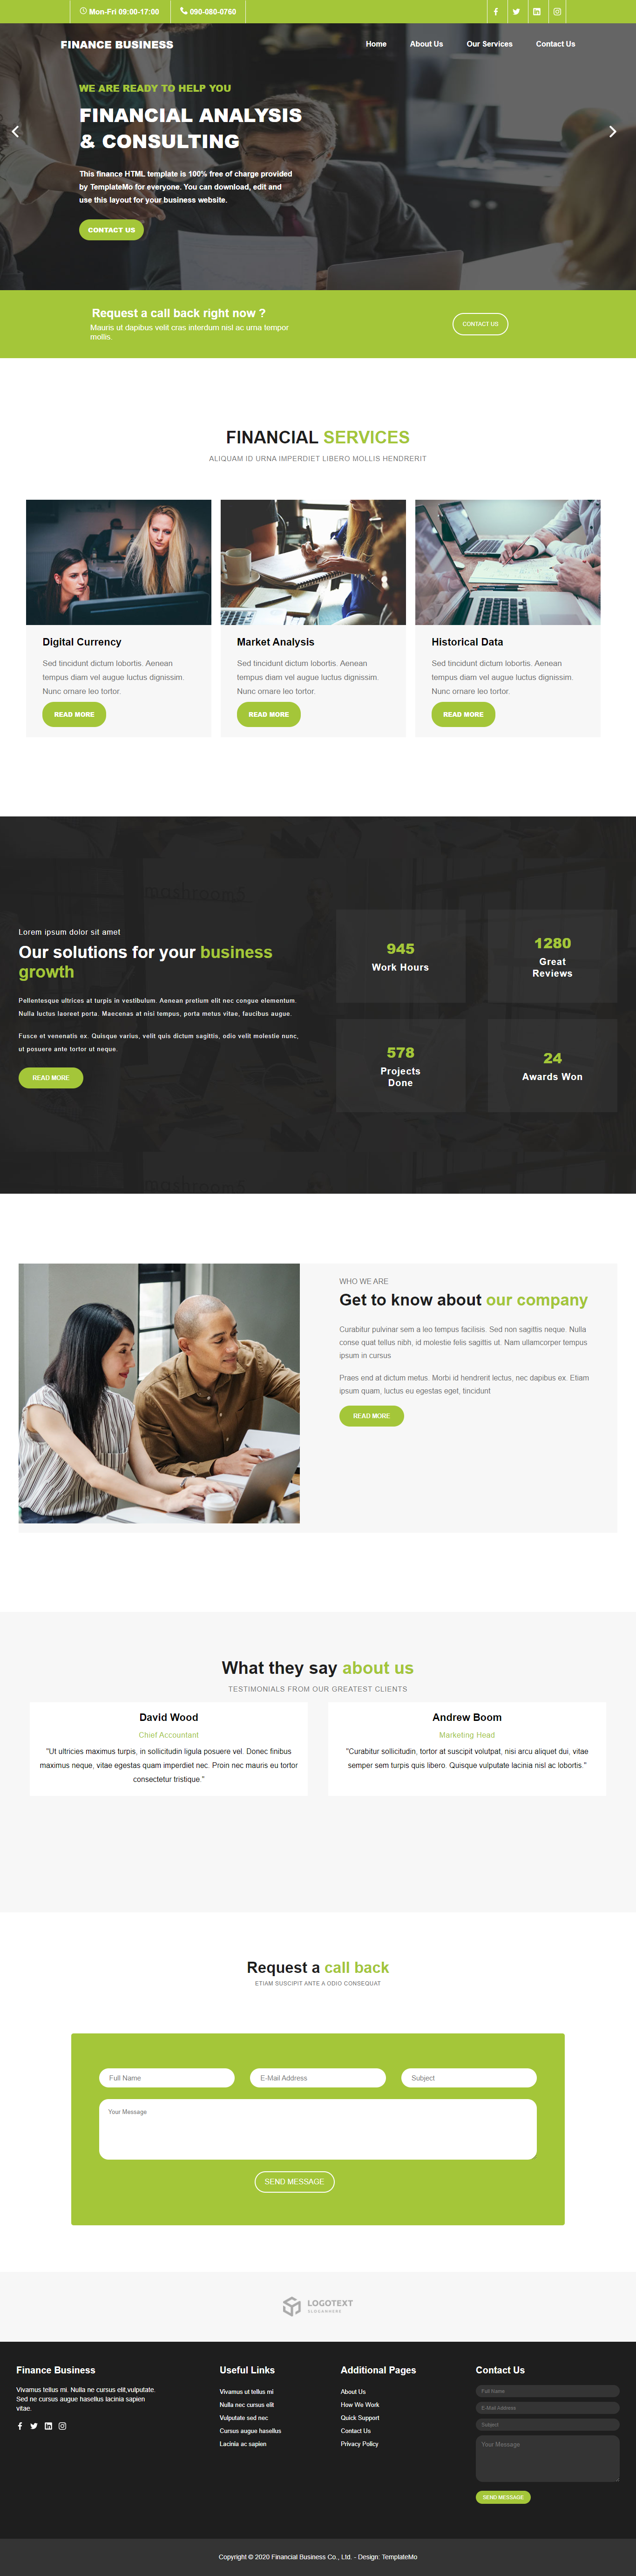 Mon-Fri 09:00-17:00
090-080-0760
FINANCE BUSINESS
Home
About Us
Our Services
Contact Us
WE ARE READY TO HELP YOU
FINANCIAL ANALYSIS
& CONSULTING
This finance HTML template is 100% free of charge provided
by TemplateMo for everyone. You can download, edit and
use this layout for your business website.
CONTACT US
Request a call back right now ?
Mauris ut dapibus velit cras interdum nisl ac urna tempor
mollis.
CONTACT US
FINANCIAL SERVICES
ALIQUAM ID URNA IMPERDIET LIBERO MOLLIS HENDRERIT
Digital Currency
Sed tincidunt dictum lobortis. Aenean
tempus diam vel augue luctus dignissim.
Nunc ornare leo tortor.
READ MORE
Market Analysis
Sed tincidunt dictum lobortis. Aenean
tempus diam vel augue luctus dignissim.
Nunc ornare leo tortor.
READ MORE
Historical Data
Sed tincidunt dictum lobortis. Aenean
tempus diam vel augue luctus dignissim.
Nunc ornare leo tortor.
READ MORE
Lorem ipsum dolor sit amet
Our solutions for your business
growth
Pellentesque ultrices at turpis in vestibulum. Aenean pretium elit nec congue elementum.
Nulla luctus laoreet porta. Maecenas at nisi tempus, porta metus vitae, faucibus augue.
Fusce et venenatis ex. Quisque varius, velit quis dictum sagittis, odio velit molestie nunc,
ut posuere ante tortor ut neque.
READ MORE
945
Work Hours
1280
Great
Reviews
578
Projects
Done
24
Awards Won
WHO WE ARE
Get to know about our company
Curabitur pulvinar sem a leo tempus facilisis. Sed non sagittis neque. Nulla
conse quat tellus nibh, id molestie felis sagittis ut. Nam ullamcorper tempus
ipsum in cursus
Praes end at dictum metus. Morbi id hendrerit lectus, nec dapibus ex. Etiam
ipsum quam, luctus eu egestas eget, tincidunt
READ MORE
What they say about us
TESTIMONIALS FROM OUR GREATEST CLIENTS
David Wood
Chief Accountant
"Ut ultricies maximus turpis, in sollicitudin ligula posuere vel. Donec finibus
maximus neque, vitae egestas quam imperdiet nec. Proin nec mauris eu tortor
consectetur tristique."
Andrew Boom
Marketing Head
"Curabitur sollicitudin, tortor at suscipit volutpat, nisi arcu aliquet dui, vitae
semper sem turpis quis libero. Quisque vulputate lacinia nisl ac lobortis."
Request a call back
ETIAM SUSCIPIT ANTE A ODIO CONSEQUAT
Full Name
E-Mail Address
Subject
Your Message
SEND MESSAGE
LOGOTEXT
SLOGANHERE
Finance Business
Vivamus tellus mi. Nulla ne cursus elit,vulputate.
Sed ne cursus augue hasellus lacinia sapien
vitae.
Useful Links
Vivamus ut tellus mi
Nulla nec cursus elit
Vulputate sed nec
Cursus augue hasellus
Lacinia ac sapien
Additional Pages
About Us
How We Work
Quick Support
Contact Us
Privacy Policy
Contact Us
Full Name
E-Mail Address
Subject
Your Message
SEND MESSAGE
Copyright © 2020 Financial Business Co., Ltd. - Design: TemplateMo